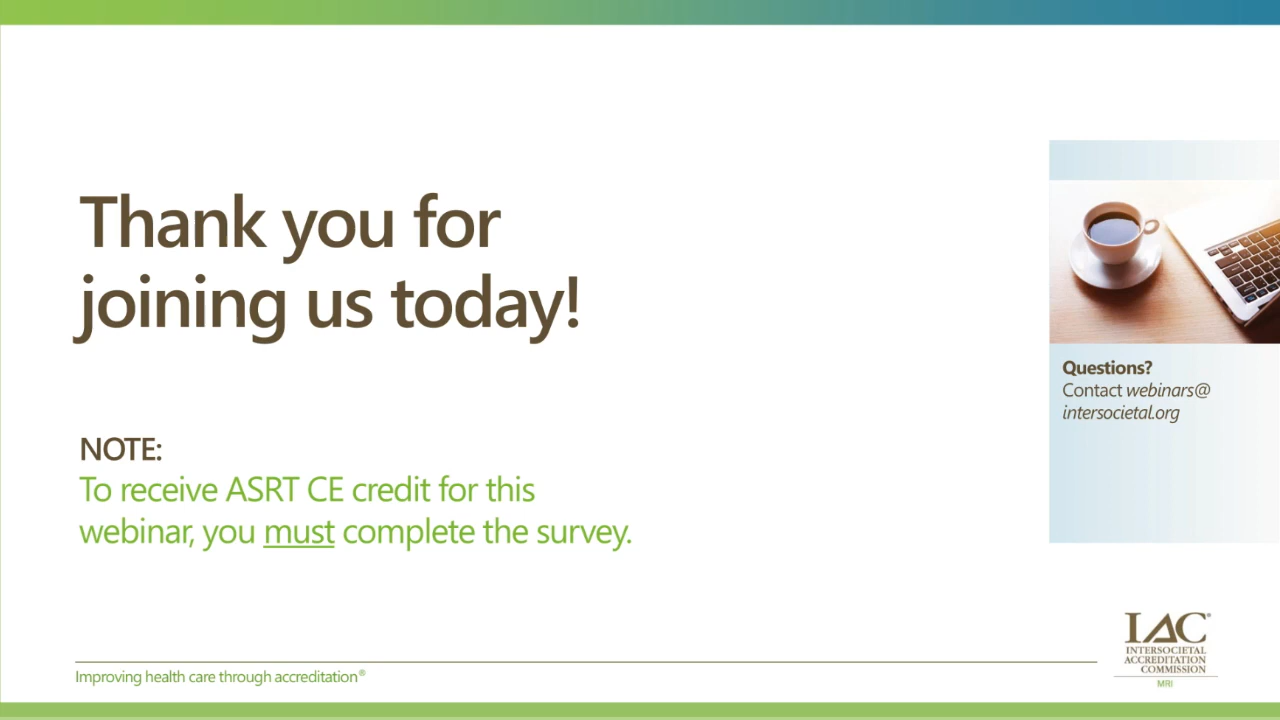 Thank you for
joining us today!
NOTE:
To receive ASRT CE credit for this
webinar, you must complete the survey.
Questions?
Contact webinars@
intersocietal.org
Improving health care through accreditation®
IAC®
INTERSOCIETAL
ACCREDITATION
COMMISSION
MRI